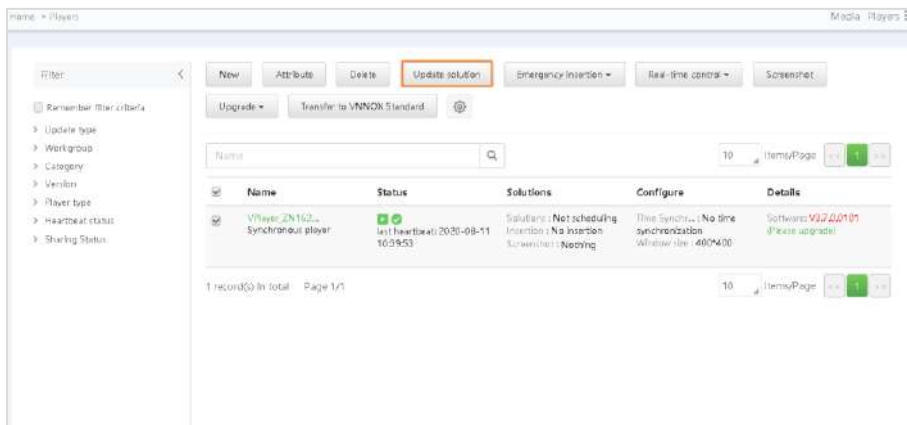 Home > Players
Media Players
Filter <
Remember filter criteria
> Update type
> Workgroup
> Category
> Version
> Player type
> Heartbeat status
> Sharing Status
New Attribute Delete Update solution Emergency insertion Real-time control Screenshot
Upgrade Transfer to VNNOX Standard
Name
10 Items/Page << 1 >>
Name Status Solutions Configure Details
VPlayer_ZN163...
Synchronous player
last heartbeat: 2020-08-11
10:39:53
Solutions : Not scheduling
Insertion : No insertion
Screenshot : Nothing
Time Synchr... : No time
synchronization
Window size : 400*400
Software: V3.2.0.0101
(Please upgrade)
1 record(s) in total Page 1/1
10 Items/Page << 1 >>